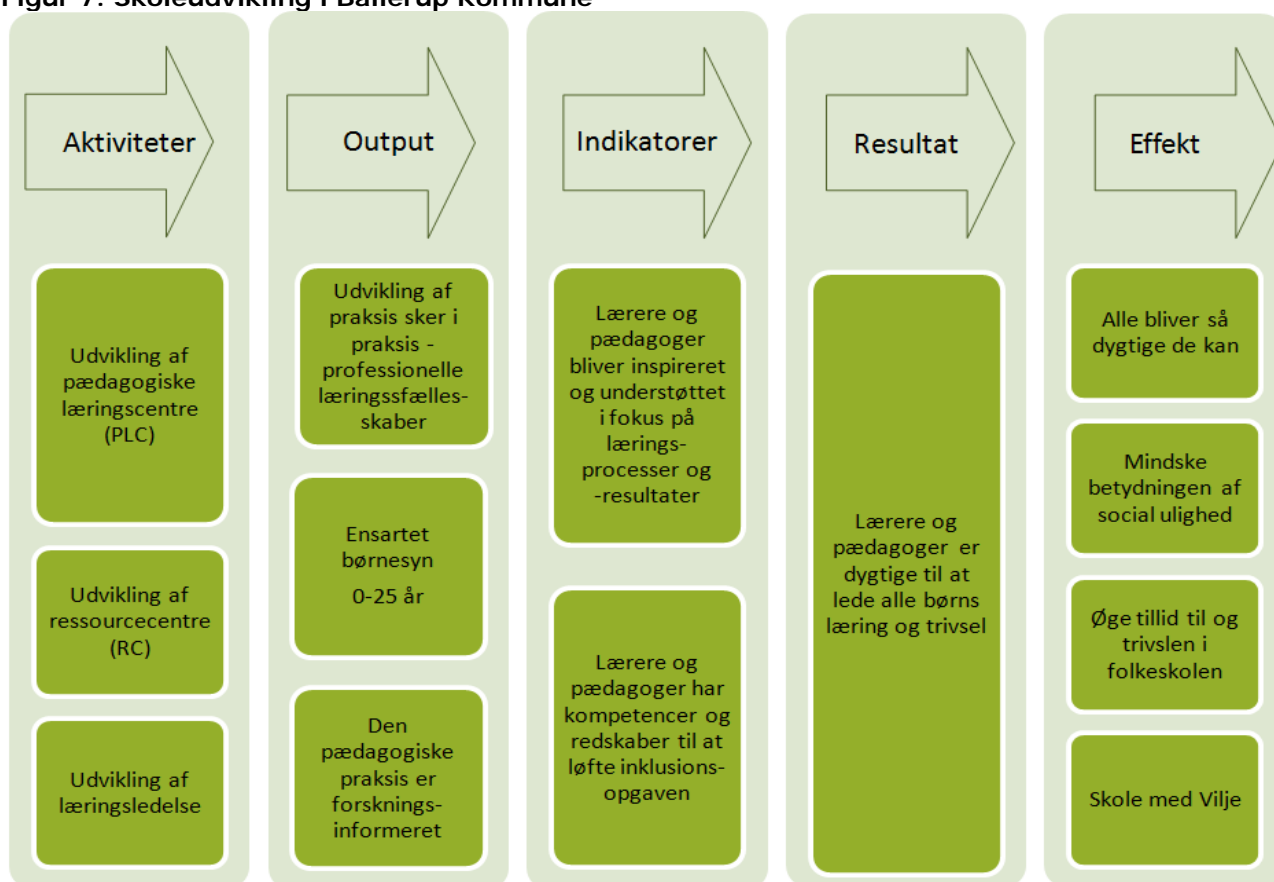 Figur 7: Skoleudvikling i Ballerup Kommune
Aktiviteter
Udvikling af
pædagogiske
læringscentre
(PLC)
Udvikling af
ressourcecentre
(RC)
Udvikling af
læringsledelse
Output
Udvikling af
praksis sker i
praksis -
professionelle
læringssfælles-
skaber
Ensartet
børnesyn
0-25 år
Den
pædagogiske
praksis er
forsknings-
informeret
Indikatorer
Lærere og
pædagoger
bliver inspireret
og understøttet
i fokus på
lærings-
processer og
-resultater
Lærere og
pædagoger har
kompetencer og
redskaber til at
løfte inklusions-
opgaven
Resultat
Lærere og
pædagoger er
dygtige til at
lede alle børns
læring og trivsel
Effekt
Alle bliver så
dygtige de kan
Mindske
betydningen af
social ulighed
Øge tillid til og
trivslen i
folkeskolen
Skole med Vilje